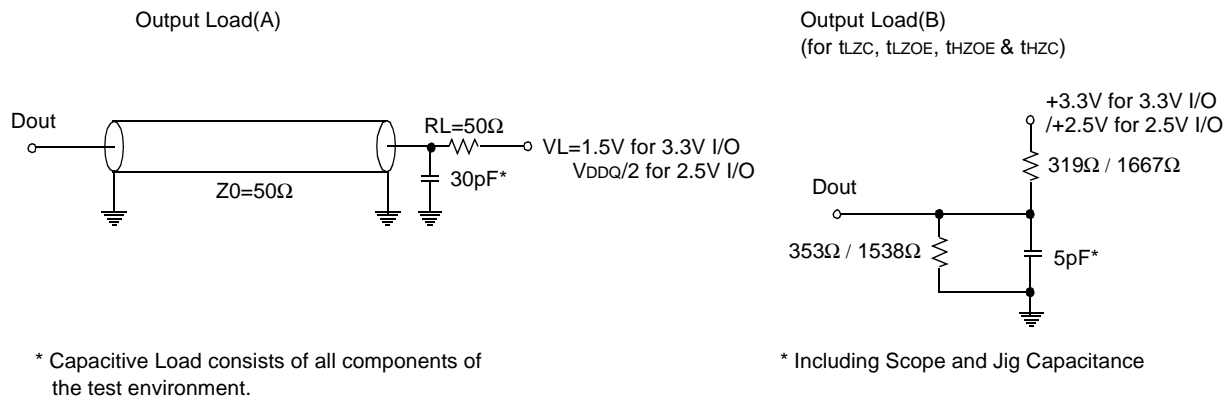 Output Load(A)
Dout
Z0=50Ω
RL=50Ω
30pF*
VL=1.5V for 3.3V I/O
VDDQ/2 for 2.5V I/O
* Capacitive Load consists of all components of
the test environment.
Output Load(B)
(for tLZC, tLZOE, tHZOE & tHZC)
+3.3V for 3.3V I/O
/+2.5V for 2.5V I/O
319Ω / 1667Ω
Dout
353Ω / 1538Ω
5pF*
* Including Scope and Jig Capacitance